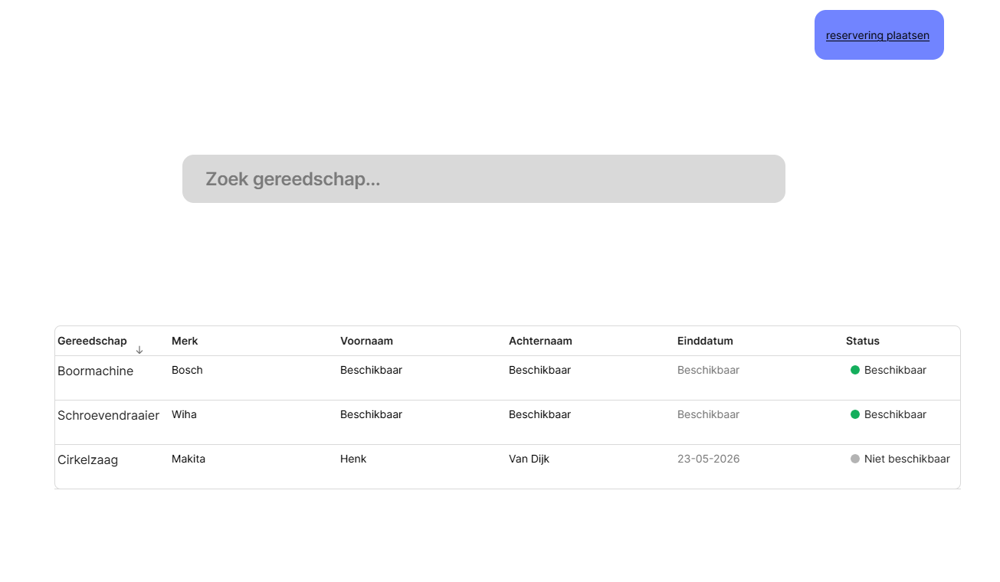 reservering plaatsen
Zoek gereedschap...
Gereedschap Merk Voornaam Achternaam Einddatum Status
Boormachine Bosch Beschikbaar Beschikbaar Beschikbaar Beschikbaar
Schroevendraaier Wiha Beschikbaar Beschikbaar Beschikbaar Beschikbaar
Cirkelzaag Makita Henk Van Dijk 23-05-2026 Niet beschikbaar